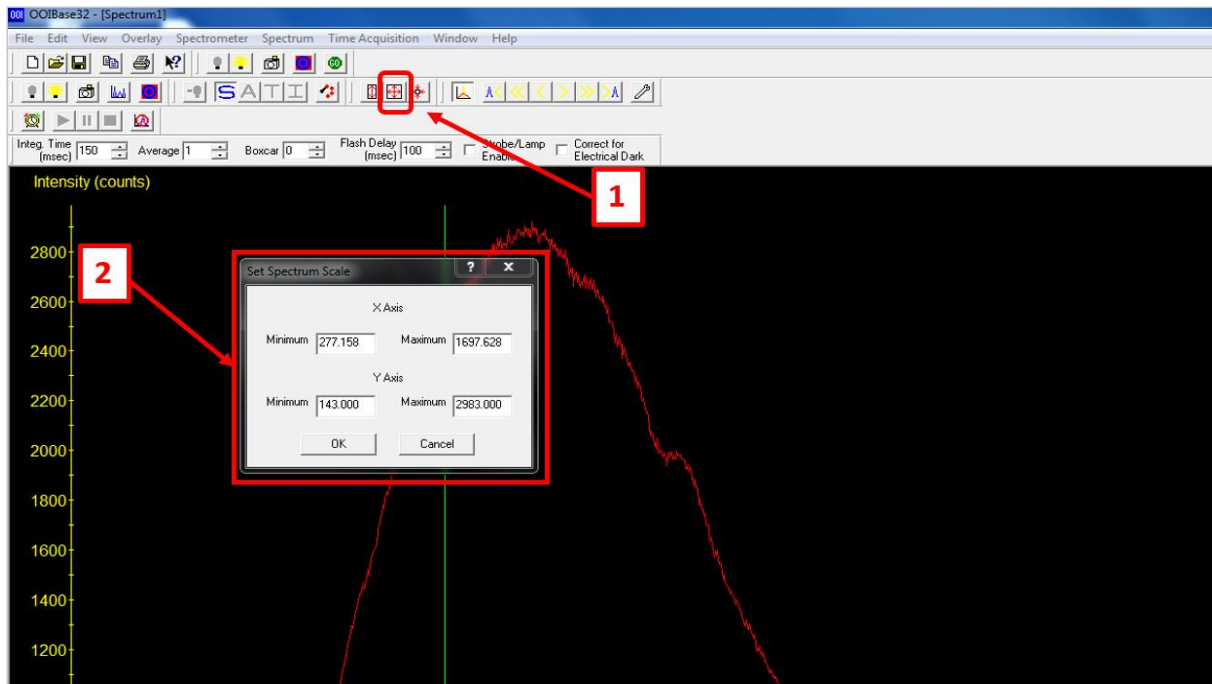 OOI OOIBase32 - [Spectrum1]
File Edit View Overlay Spectrometer Spectrum Time Acquisition Window Help
GO
S A T I
A A
A
Integ. Time (msec) 150 Average 1 Boxcar 0 Flash Delay (msec) 100 Strobe/Lamp Enable Correct for Electrical Dark
1
Intensity (counts)
2800
2
2600
2400
2200
2000
1800
1600
1400
1200
Set Spectrum Scale ? X
X Axis
Minimum 277.158 Maximum 1697.628
Y Axis
Minimum 143.000 Maximum 2983.000
OK Cancel